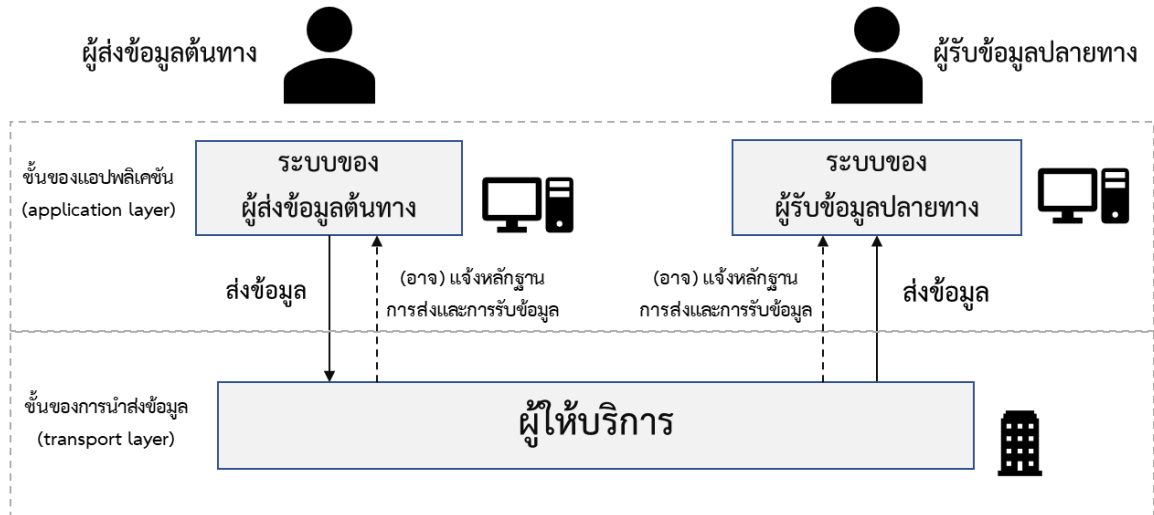 ผู้ส่งข้อมูลต้นทาง
ผู้รับข้อมูลปลายทาง
ชั้นของแอปพลิเคชัน
(application layer)
ระบบของ
ผู้ส่งข้อมูลต้นทาง
ระบบของ
ผู้รับข้อมูลปลายทาง
ส่งข้อมูล
(อาจ) แจ้งหลักฐาน
การส่งและการรับข้อมูล
(อาจ) แจ้งหลักฐาน
การส่งและการรับข้อมูล
ส่งข้อมูล
ชั้นของการนำส่งข้อมูล
(transport layer)
ผู้ให้บริการ